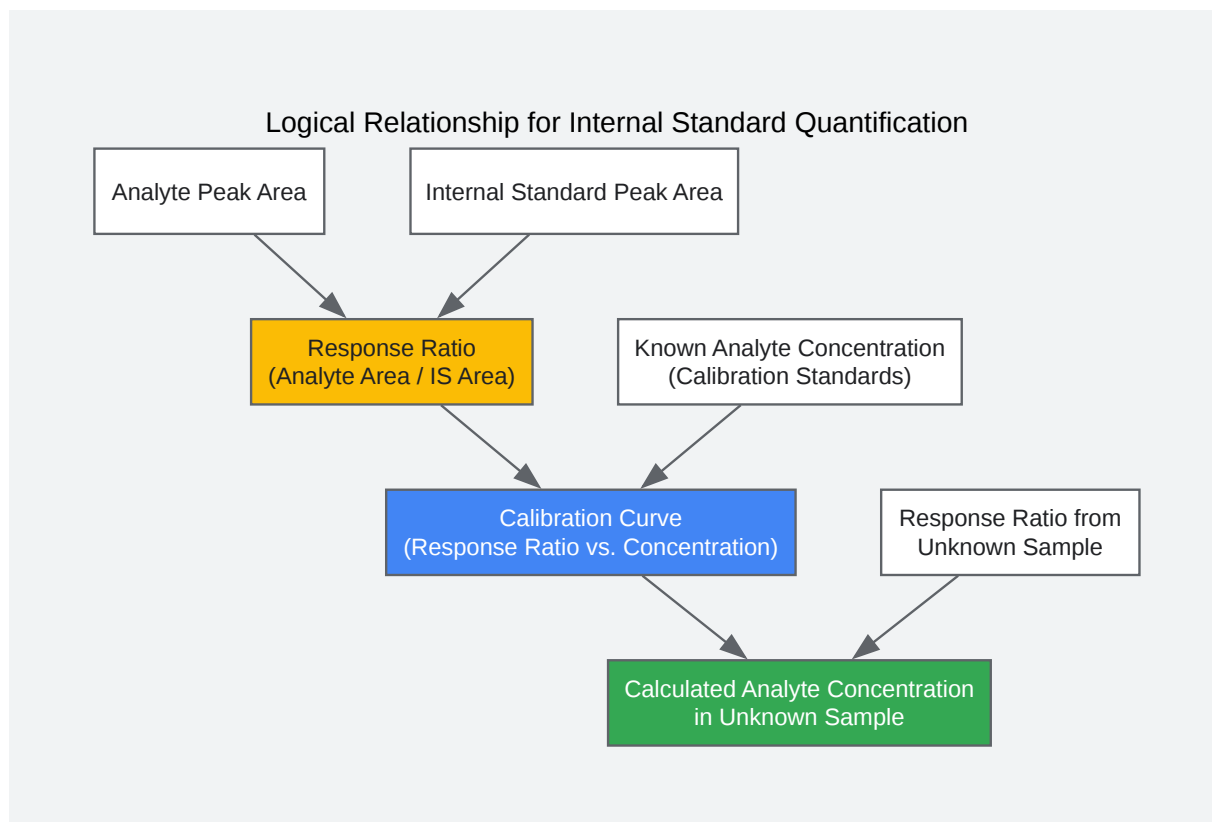 Logical Relationship for Internal Standard Quantification
Analyte Peak Area
Internal Standard Peak Area
Response Ratio
(Analyte Area / IS Area)
Known Analyte Concentration
(Calibration Standards)
Calibration Curve
(Response Ratio vs. Concentration)
Response Ratio from
Unknown Sample
Calculated Analyte Concentration
in Unknown Sample